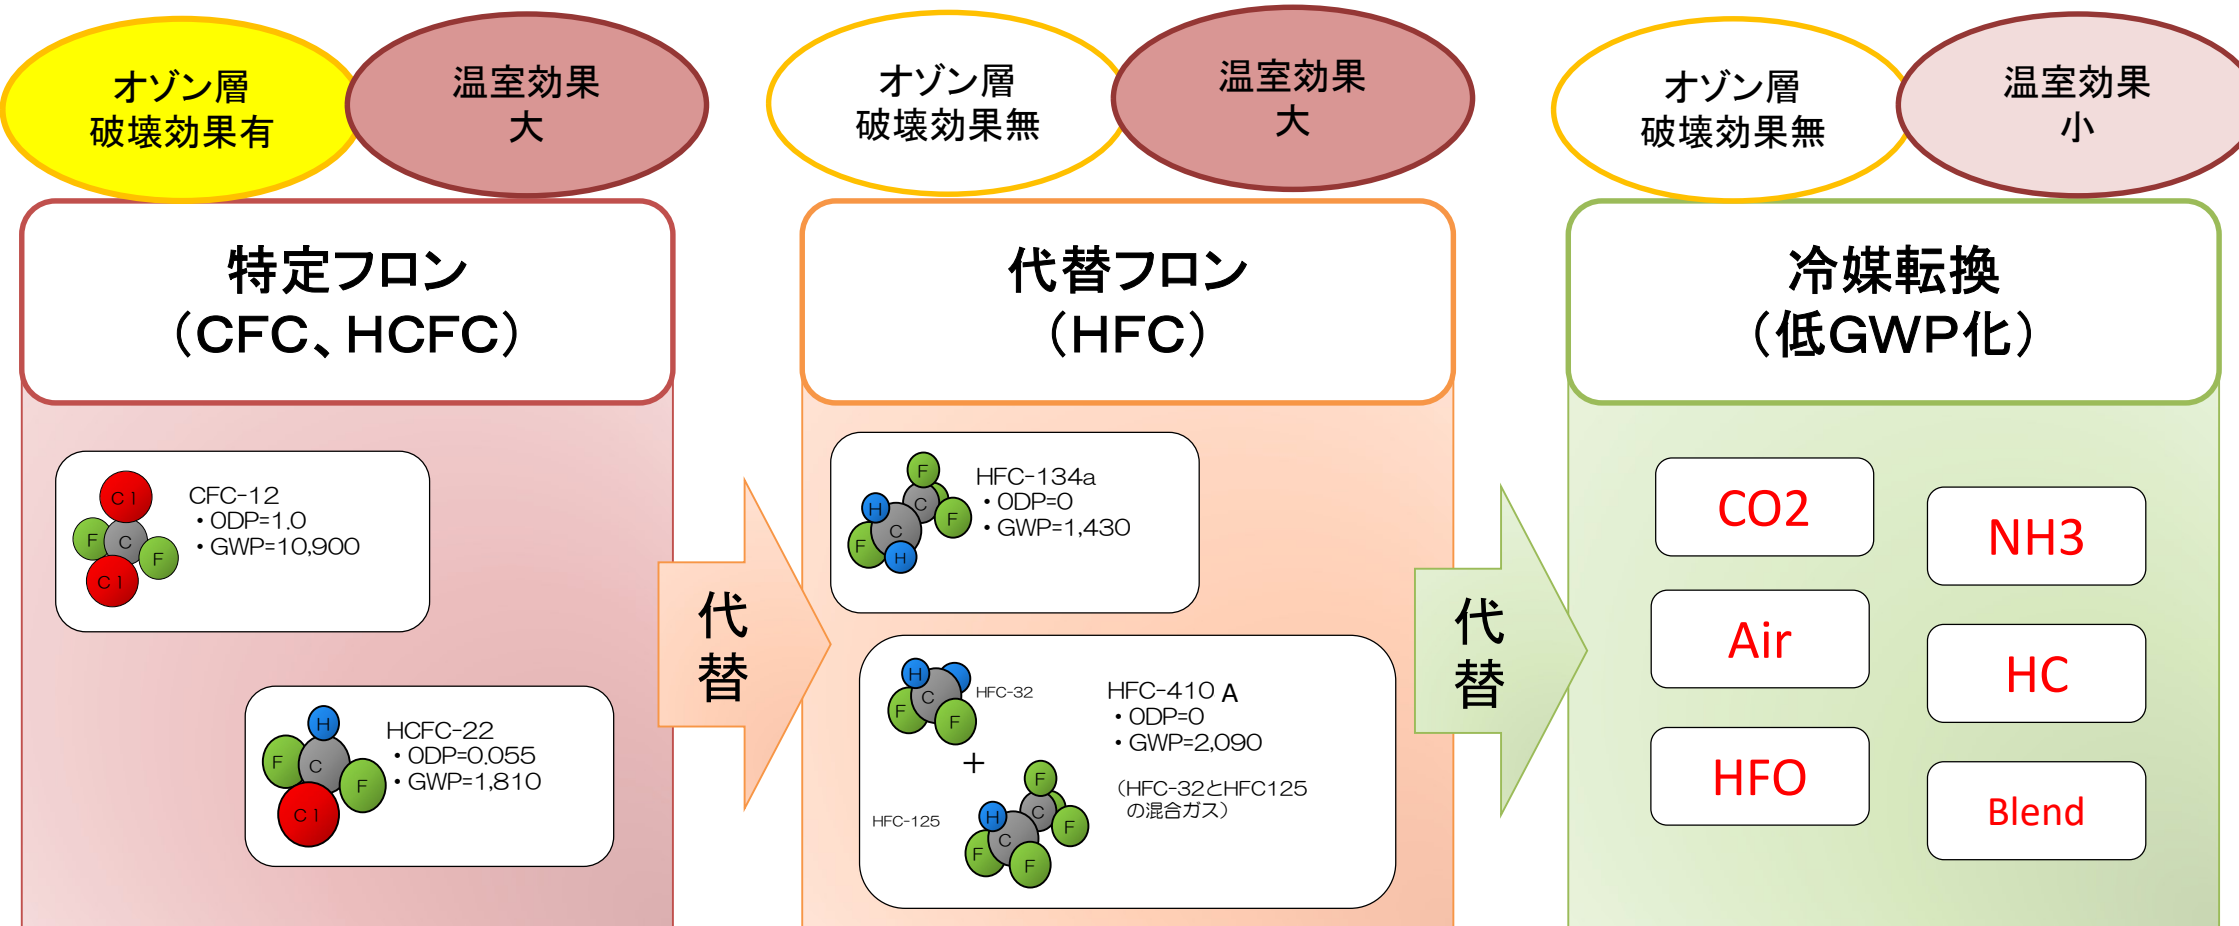 オゾン層
破壊効果有
温室効果
大
特定フロン
（CFC、HCFC）
Cl
F
C
F
Cl
CFC-12
・ODP=1.0
・GWP=10,900
H
F
C
F
Cl
HCFC-22
・ODP=0.055
・GWP=1,810
代
替
オゾン層
破壊効果無
温室効果
大
代替フロン
（HFC）
F
C
H
F
C
F
H
HFC-134a
・ODP=0
・GWP=1,430
H
C
F
F
HFC-32
+
HFC-125
F
C
H
F
C
F
F
HFC-410 A
・ODP=0
・GWP=2,090
（HFC-32とHFC125
の混合ガス）
代
替
オゾン層
破壊効果無
温室効果
小
冷媒転換
（低GWP化）
CO2
NH3
Air
HC
HFO
Blend